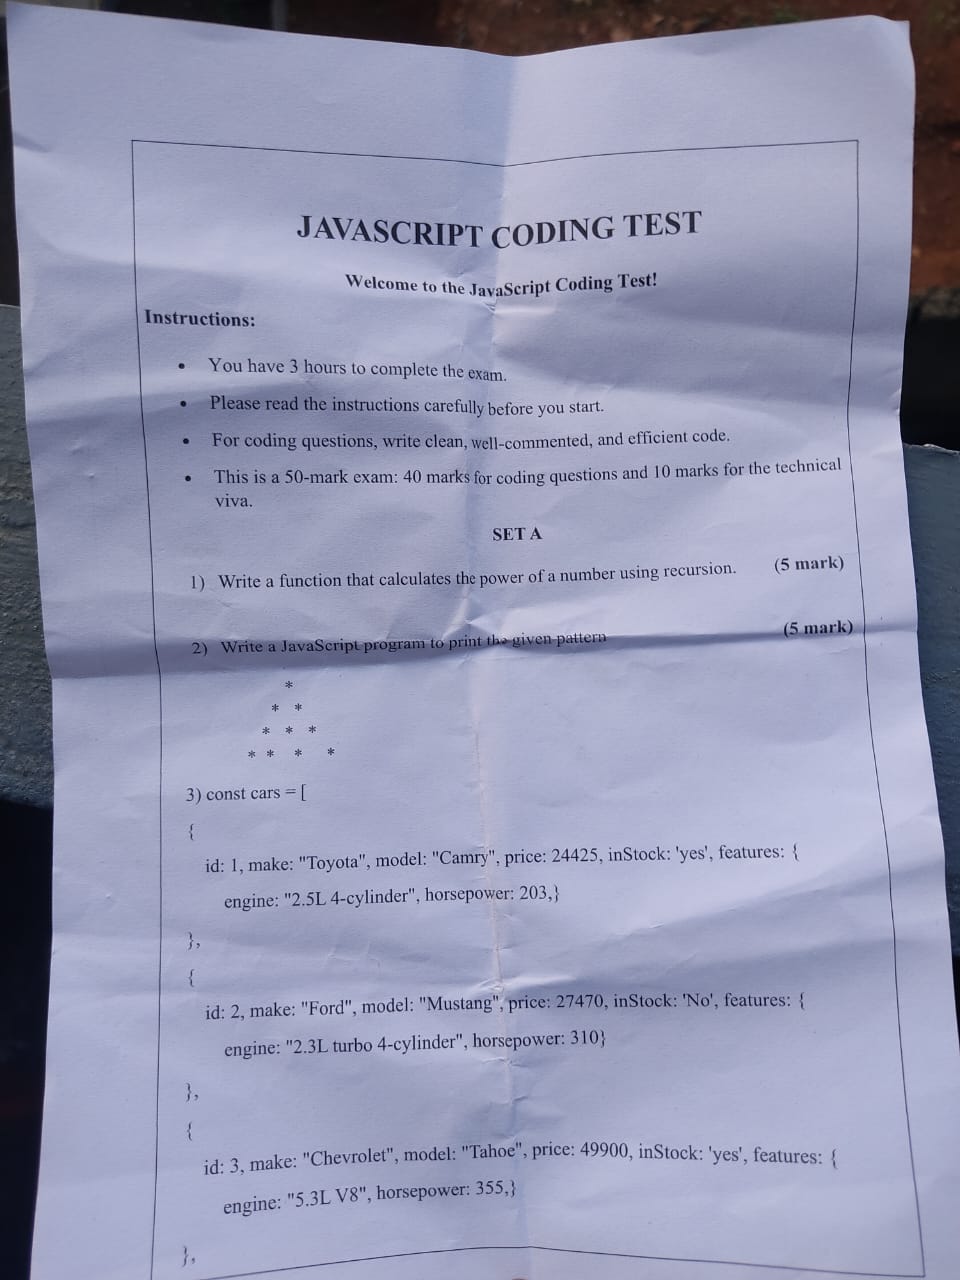 JAVASCRIPT CODING TEST
Welcome to the JavaScript Coding Test!
Instructions:
• You have 3 hours to complete the exam.
• Please read the instructions carefully before you start.
• For coding questions, write clean, well-commented, and efficient code.
• This is a 50-mark exam: 40 marks for coding questions and 10 marks for the technical
viva.
SET A
1) Write a function that calculates the power of a number using recursion. (5 mark)
2) Write a JavaScript program to print the given pattern (5 mark)
*
* *
* * *
* * * *
3) const cars = [
{
id: 1, make: "Toyota", model: "Camry", price: 24425, inStock: 'yes', features: {
engine: "2.5L 4-cylinder", horsepower: 203,}
},
{
id: 2, make: "Ford", model: "Mustang", price: 27470, inStock: 'No', features: {
engine: "2.3L turbo 4-cylinder", horsepower: 310}
},
{
id: 3, make: "Chevrolet", model: "Tahoe", price: 49900, inStock: 'yes', features: {
engine: "5.3L V8", horsepower: 355,}
},